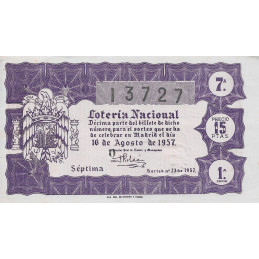 13727
7ª
Lotería Nacional
Décima parte del billete de dicho
número para el sorteo que se ha
de celebrar en Madrid el día
16 de Agosto de 1957.
PRECIO
15
PTAS
Séptima
Sorteo nº 23 de 1957.
1ª